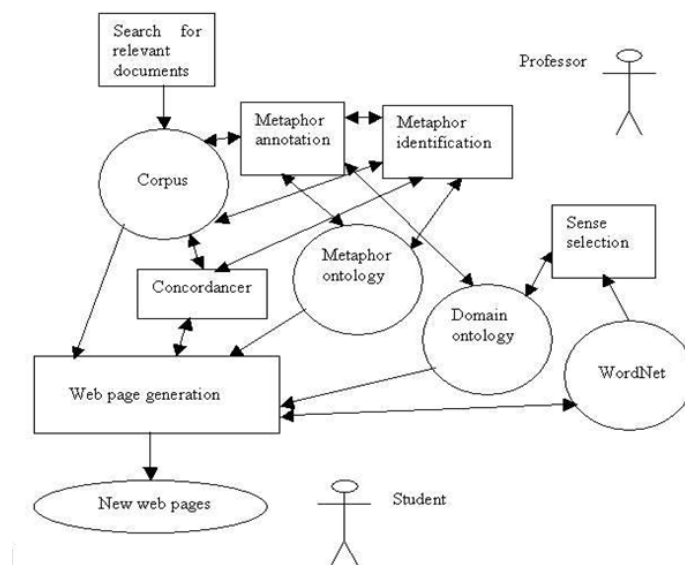 Search for
relevant
documents
Professor
Metaphor
annotation
Metaphor
identification
Corpus
Sense
selection
Metaphor
ontology
Concordancer
Domain
ontology
WordNet
Web page generation
New web pages
Student